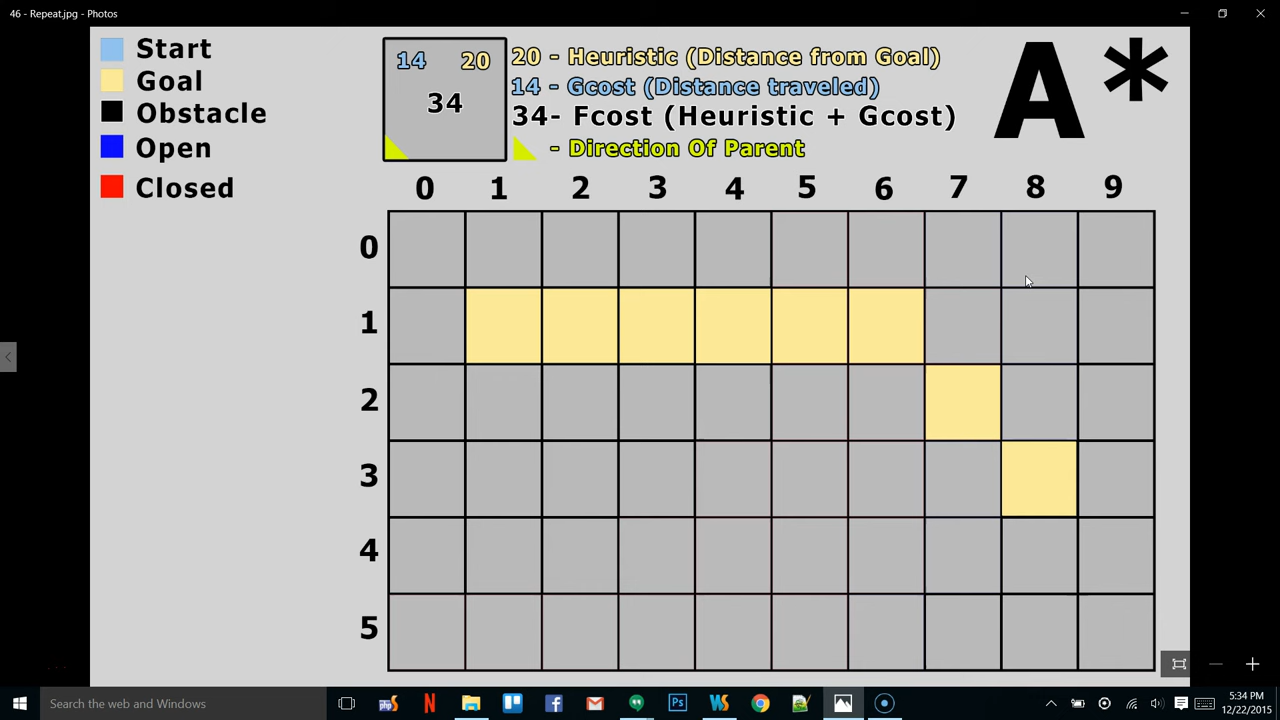 46 - Repeat.jpg - Photos
Start
Goal
Obstacle
Open
Closed
14 20
34
20 - Heuristic (Distance from Goal)
14 - Gcost (Distance traveled)
34- Fcost (Heuristic + Gcost)
- Direction Of Parent
A*
0 1 2 3 4 5 6 7 8 9
0
1
2
3
4
5
Search the web and Windows
5:34 PM
12/22/2015